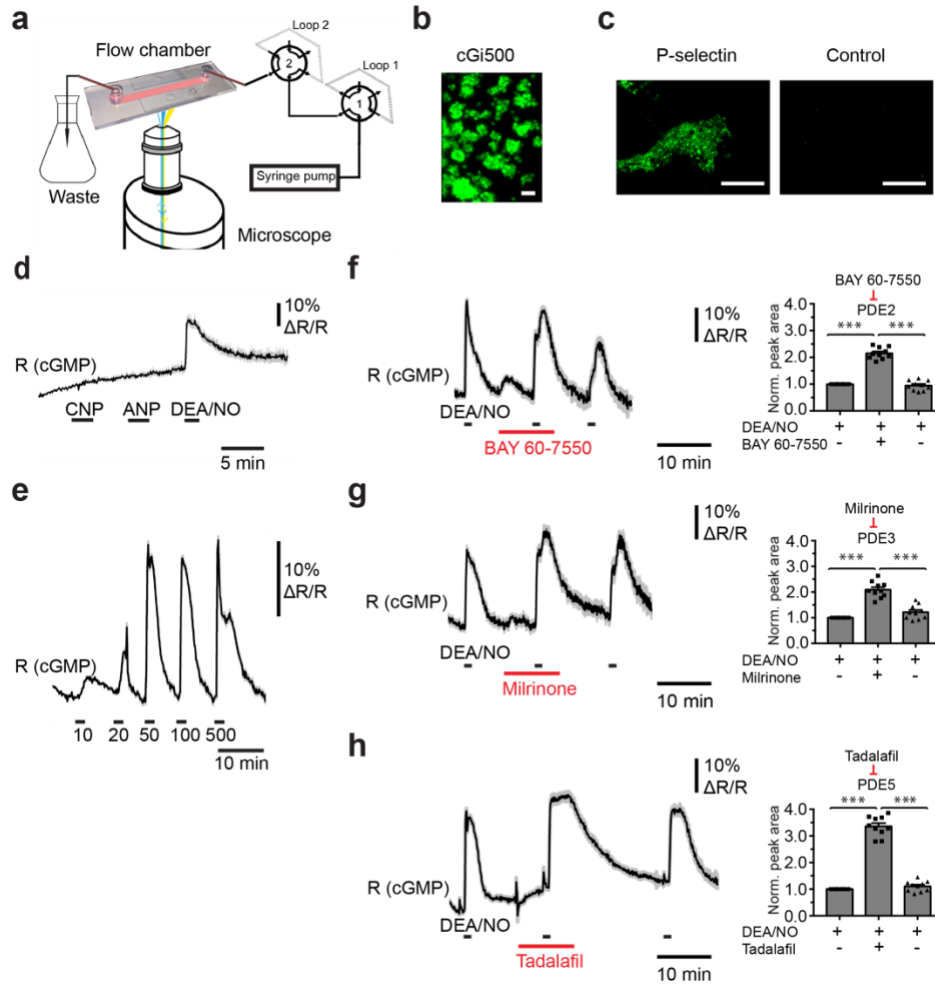 a
Loop 2
Flow chamber
2
Loop 1
1
Syringe pump
Waste
Microscope
b
cGi500
c
P-selectin
Control
d
10%
ΔR/R
R (cGMP)
CNP
ANP
DEA/NO
5 min
e
10%
ΔR/R
R (cGMP)
10
20
50
100
500
10 min
f
10%
ΔR/R
R (cGMP)
DEA/NO
BAY 60-7550
10 min
BAY 60-7550
PDE2
*** ***
Norm. peak area
4.0
3.0
2.0
1.0
0.0
DEA/NO + + +
BAY 60-7550 - + -
g
10%
ΔR/R
R (cGMP)
DEA/NO
Milrinone
10 min
Milrinone
PDE3
*** ***
Norm. peak area
4.0
3.0
2.0
1.0
0.0
DEA/NO + + +
Milrinone - + -
h
10%
ΔR/R
R (cGMP)
DEA/NO
Tadalafil
10 min
Tadalafil
PDE5
*** ***
Norm. peak area
4.0
3.0
2.0
1.0
0.0
DEA/NO + + +
Tadalafil - + -